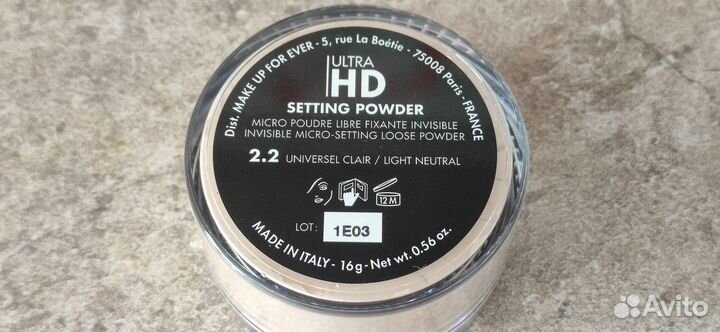 Dist. MAKE UP FOR EVER - 5, rue La Boétie - 75008 Paris - FRANCE
ULTRA
HD
SETTING POWDER
MICRO POUDRE LIBRE FIXANTE INVISIBLE
INVISIBLE MICRO-SETTING LOOSE POWDER
2.2 UNIVERSEL CLAIR / LIGHT NEUTRAL
12 M
LOT: 1E03
MADE IN ITALY - 16g - Net wt. 0.56 oz.
Avito